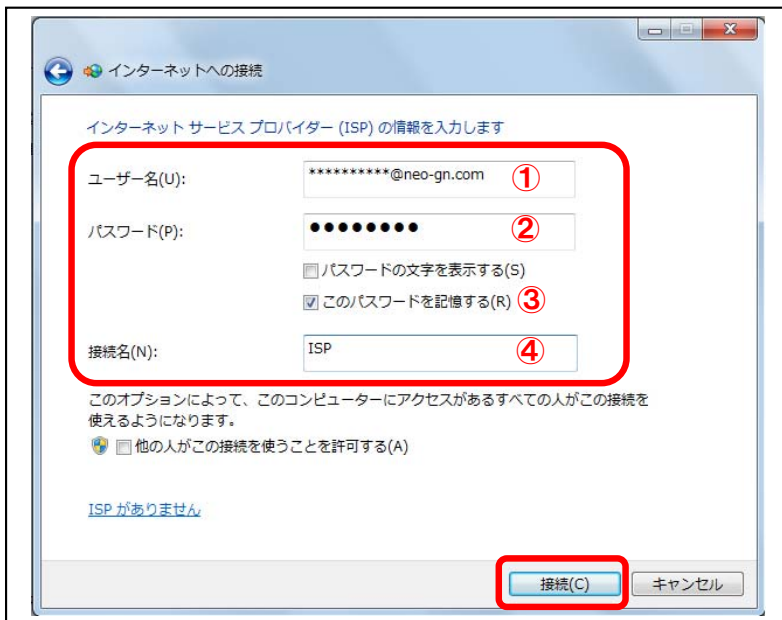 インターネットへの接続
インターネット サービス プロバイダー (ISP) の情報を入力します
ユーザー名(U): **********@neo-gn.com ①
パスワード(P): ●●●●●●●● ②
パスワードの文字を表示する(S)
このパスワードを記憶する(R) ③
接続名(N): ISP ④
このオプションによって、このコンピューターにアクセスがあるすべての人がこの接続を
使えるようになります。
他の人がこの接続を使うことを許可する(A)
ISP がありません
接続(C) キャンセル